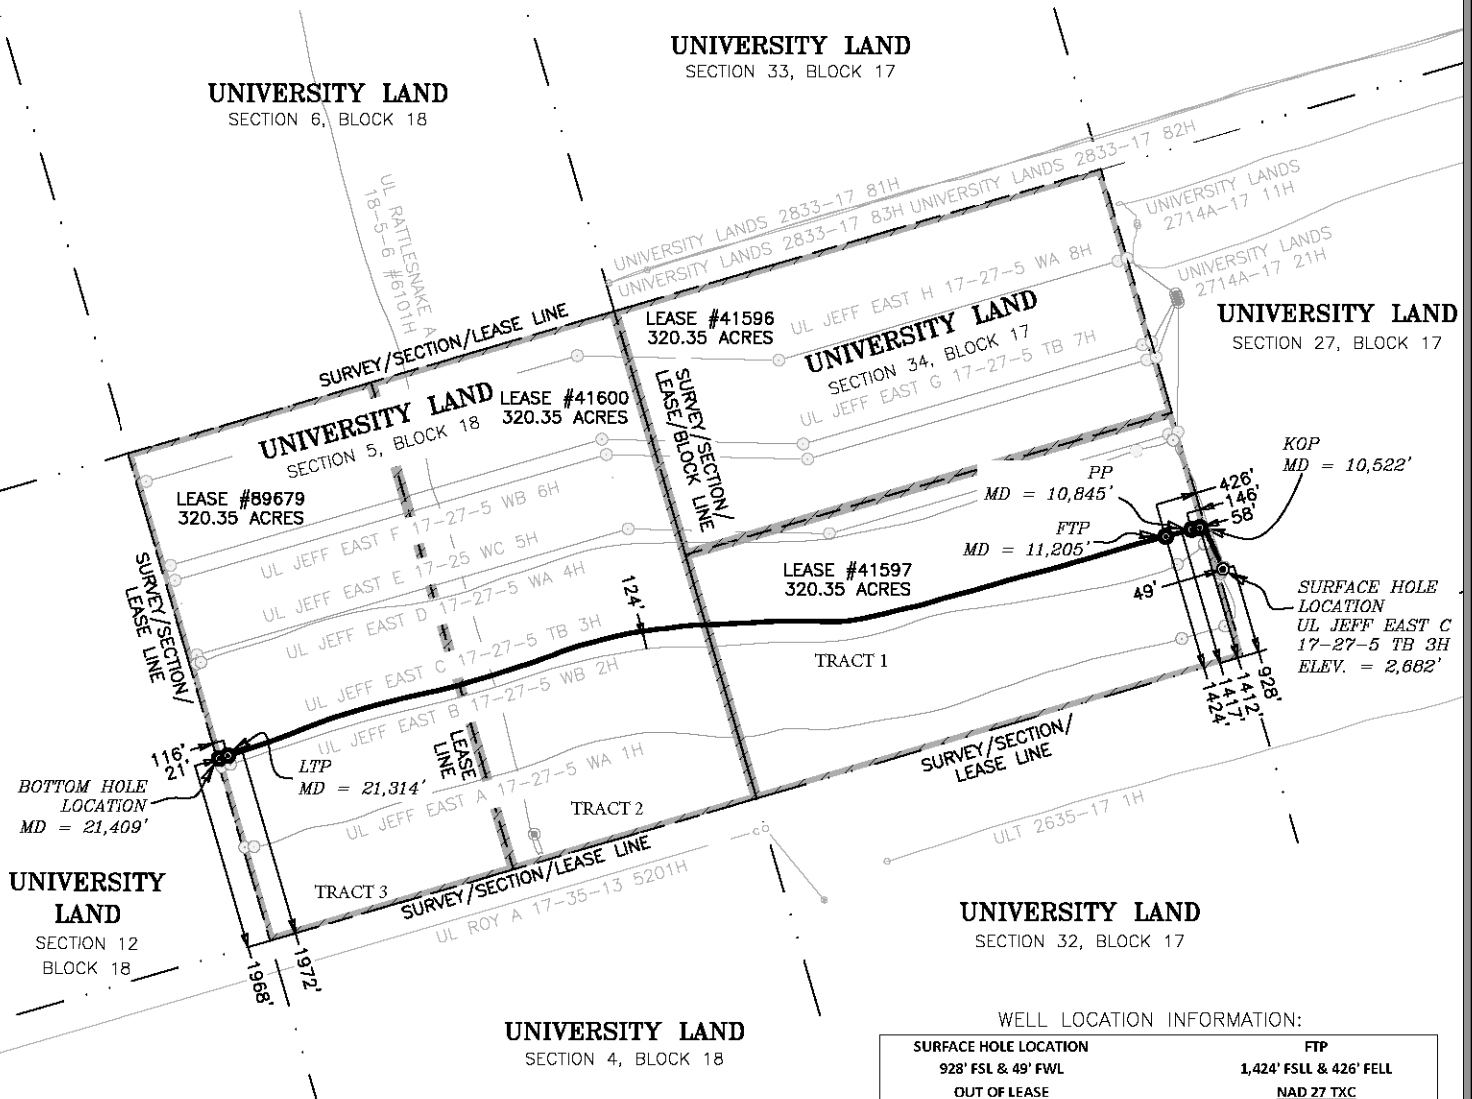 UNIVERSITY LAND
SECTION 33, BLOCK 17
UNIVERSITY LAND
SECTION 6, BLOCK 18
UL RATTLESNAKE A
18-5-6 #6101H
UNIVERSITY LANDS 2833-17 81H
UNIVERSITY LANDS 2833-17 82H
UNIVERSITY LANDS 2833-17 83H
UNIVERSITY LANDS
2714A-17 11H
UNIVERSITY LANDS
2714A-17 21H
UNIVERSITY LAND
SECTION 27, BLOCK 17
SURVEY/SECTION/LEASE LINE
LEASE #41596
320.35 ACRES
UL JEFF EAST H 17-27-5 WA 8H
UNIVERSITY LAND
SECTION 34, BLOCK 17
UL JEFF EAST G 17-27-5 TB 7H
UNIVERSITY LAND
SECTION 5, BLOCK 18
LEASE #41600
320.35 ACRES
SURVEY/SECTION/
LEASE/BLOCK LINE
LEASE #89679
320.35 ACRES
UL JEFF EAST F 17-27-5 WB 6H
UL JEFF EAST E 17-25 WC 5H
UL JEFF EAST D 17-27-5 WA 4H
UL JEFF EAST C 17-27-5 TB 3H
UL JEFF EAST B 17-27-5 WB 2H
UL JEFF EAST A 17-27-5 WA 1H
SURVEY/SECTION/
LEASE LINE
124'
PP
MD = 10,845'
FTP
MD = 11,205'
KOP
MD = 10,522'
426'
146'
58'
49'
LEASE #41597
320.35 ACRES
TRACT 1
SURFACE HOLE
LOCATION
UL JEFF EAST C
17-27-5 TB 3H
ELEV. = 2,682'
928'
1412'
1417'
1424'
SURVEY/SECTION/
LEASE LINE
LEASE
LINE
116'
21'
BOTTOM HOLE
LOCATION
MD = 21,409'
LTP
MD = 21,314'
TRACT 2
TRACT 3
SURVEY/SECTION/LEASE LINE
UL ROY A 17-35-13 5201H
ULT 2635-17 1H
UNIVERSITY
LAND
SECTION 12
BLOCK 18
1968'
1972'
UNIVERSITY LAND
SECTION 32, BLOCK 17
UNIVERSITY LAND
SECTION 4, BLOCK 18
WELL LOCATION INFORMATION:
SURFACE HOLE LOCATION
928' FSL & 49' FWL
OUT OF LEASE
FTP
1,424' FSLL & 426' FELL
NAD 27 TXC